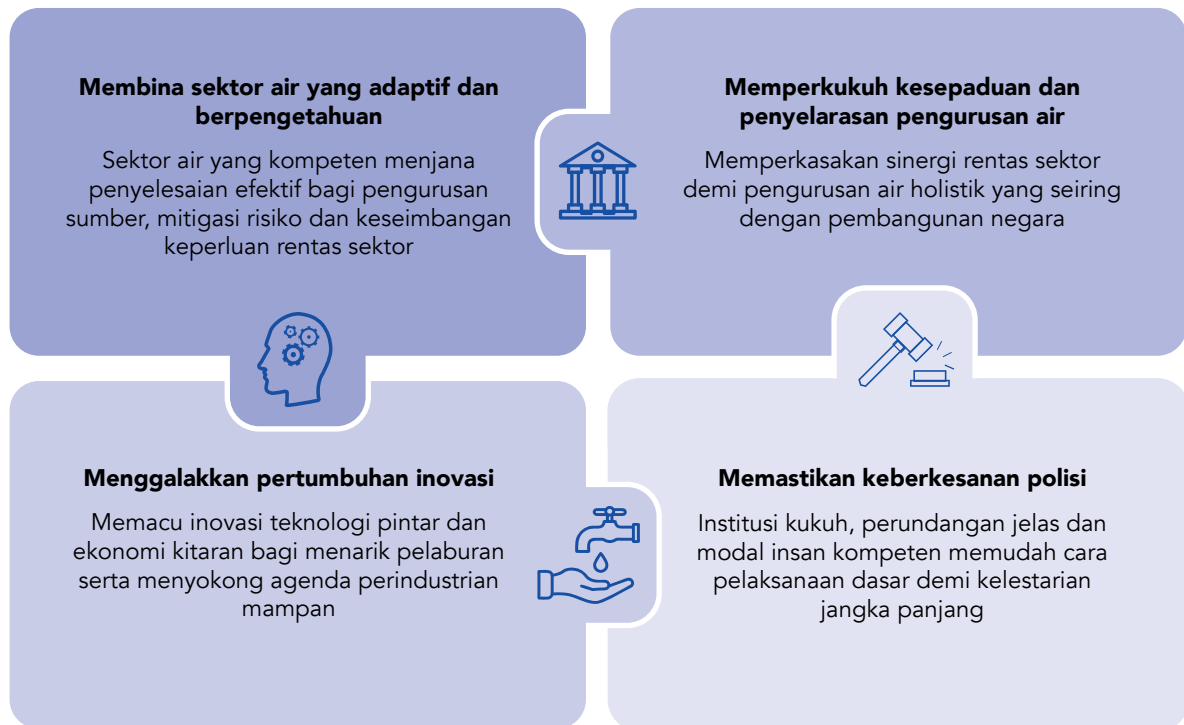 Membina sektor air yang adaptif dan
berpengetahuan
Sektor air yang kompeten menjana
penyelesaian efektif bagi pengurusan
sumber, mitigasi risiko dan keseimbangan
keperluan rentas sektor
Memperkukuh kesepaduan dan
penyelarasan pengurusan air
Memperkasakan sinergi rentas sektor
demi pengurusan air holistik yang seiring
dengan pembangunan negara
Menggalakkan pertumbuhan inovasi
Memacu inovasi teknologi pintar dan
ekonomi kitaran bagi menarik pelaburan
serta menyokong agenda perindustrian
mampan
Memastikan keberkesanan polisi
Institusi kukuh, perundangan jelas dan
modal insan kompeten memudah cara
pelaksanaan dasar demi kelestarian
jangka panjang